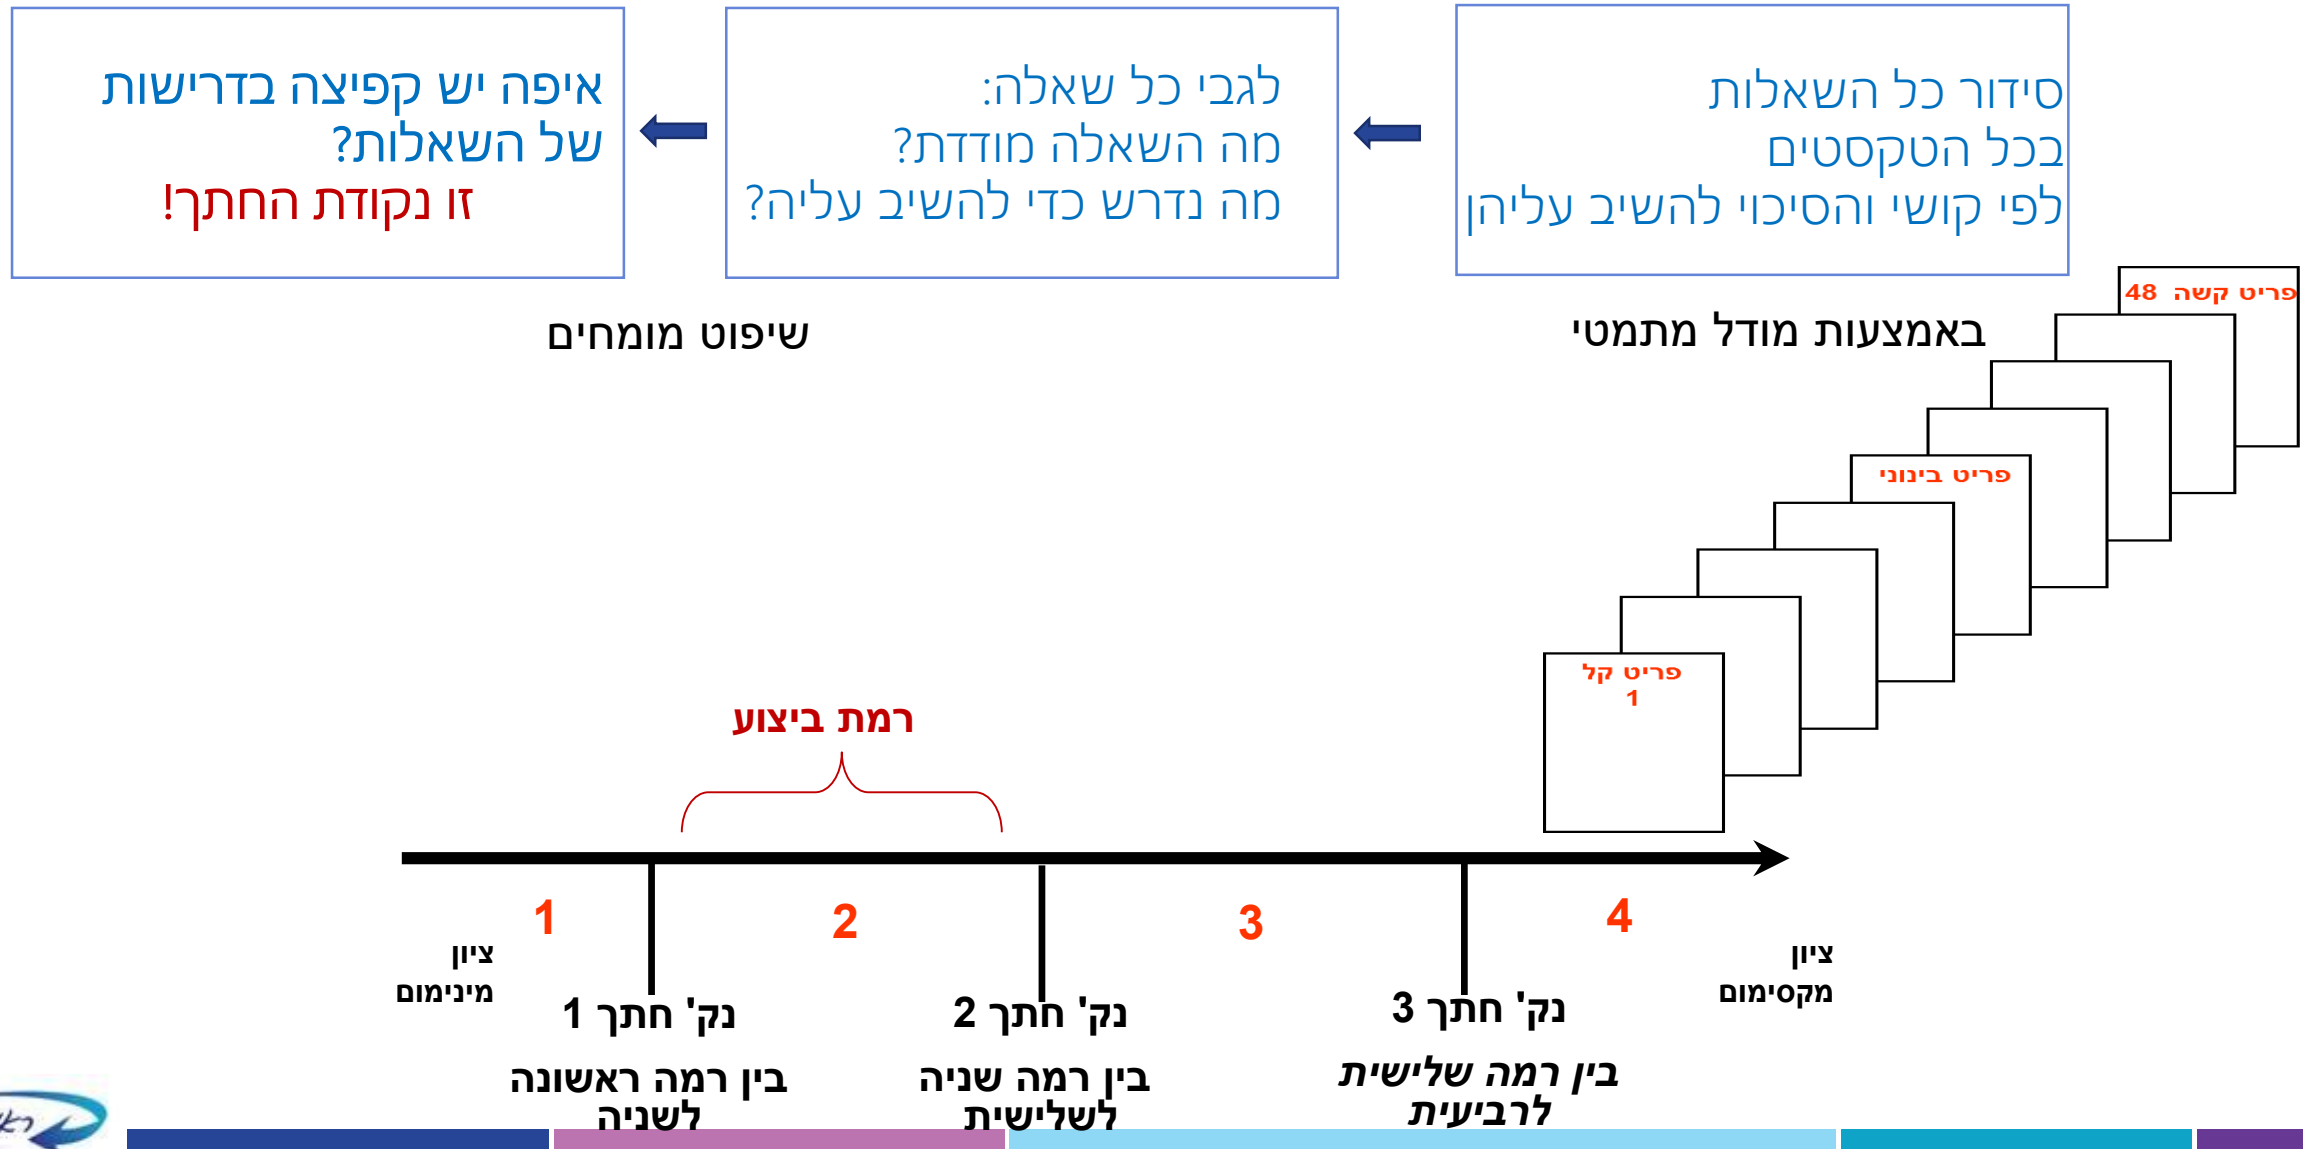 סידור כל השאלות
בכל הטקסטים
לפי קושי והסיכוי להשיב עליהן
לגבי כל שאלה:
מה השאלה מודדת?
מה נדרש כדי להשיב עליה?
איפה יש קפיצה בדרישות
של השאלות?
זו נקודת החתך!
באמצעות מודל מתמטי
שיפוט מומחים
פריט קשה 48
פריט בינוני
פריט קל
1
רמת ביצוע
1
2
3
4
ציון
מינימום
ציון
מקסימום
נק' חתך 1
בין רמה ראשונה
לשניה
נק' חתך 2
בין רמה שניה
לשלישית
נק' חתך 3
בין רמה שלישית
לרביעית